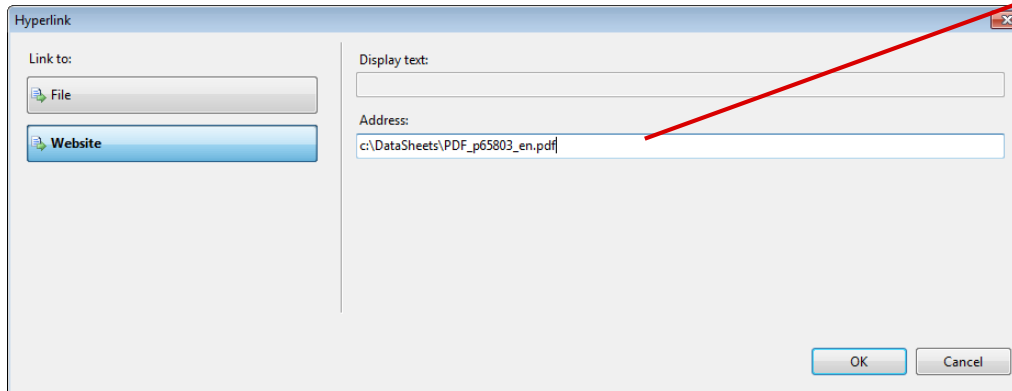 Hyperlink
Link to:
File
Website
Display text:
Address:
c:\DataSheets\PDF_p65803_en.pdf
OK
Cancel